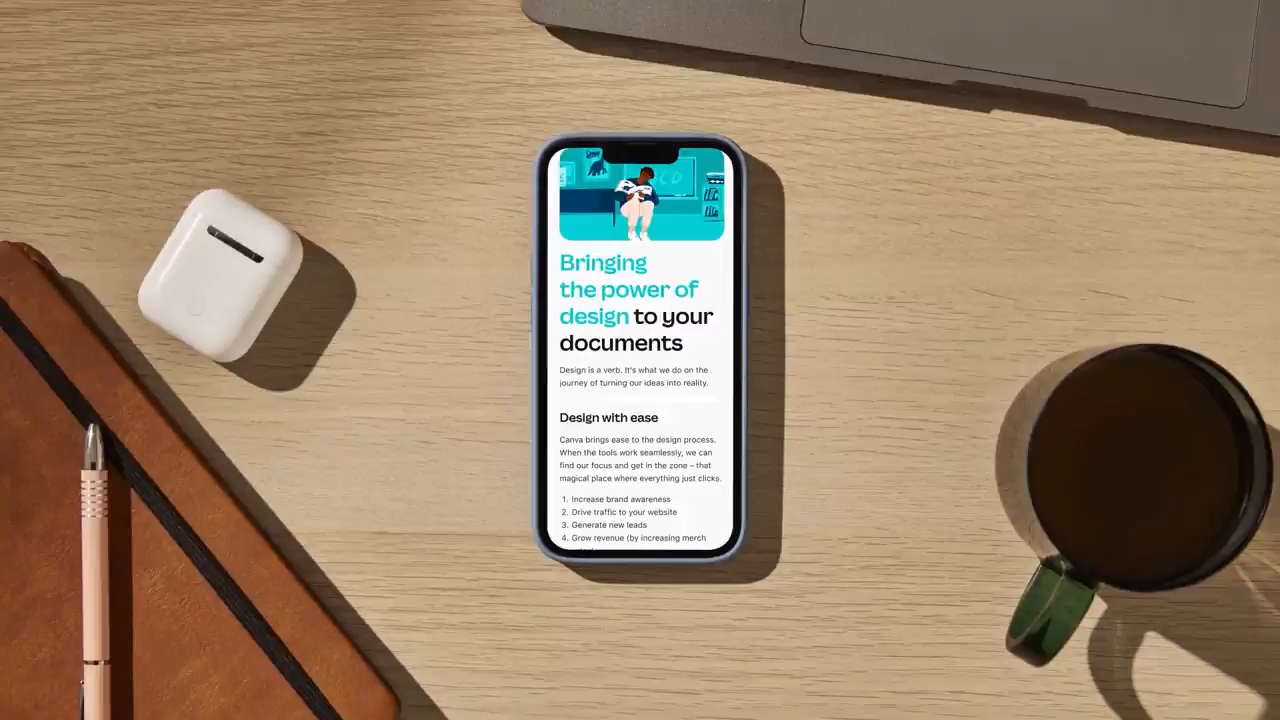 Bringing
the power of
design to your
documents
Design is a verb. It's what we do on the
journey of turning our ideas into reality.
Design with ease
Canva brings ease to the design process.
When the tools work seamlessly, we can
find our focus and get in the zone – that
magical place where everything just clicks.
1. Increase brand awareness
2. Drive traffic to your website
3. Generate new leads
4. Grow revenue (by increasing merch